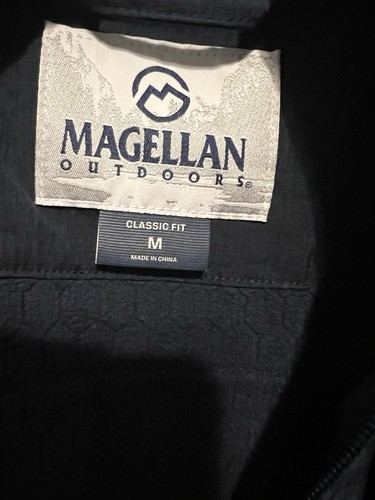 MAGELLAN
OUTDOORS®
CLASSIC FIT
M
MADE IN CHINA